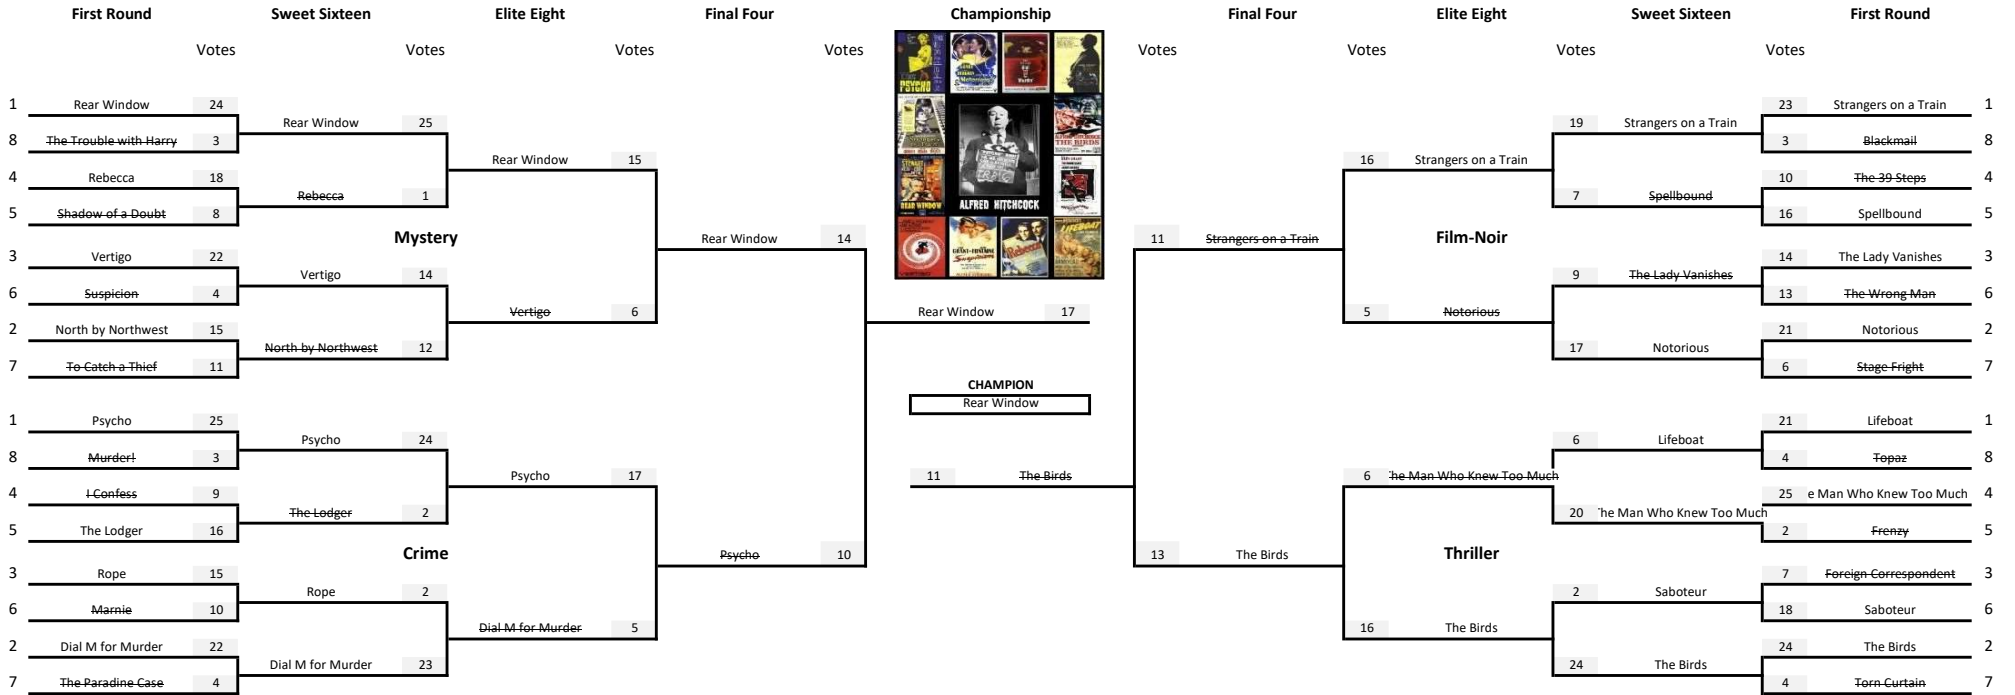 First Round Sweet Sixteen Elite Eight Final Four Championship Final Four Elite Eight Sweet Sixteen First Round
Votes Votes Votes Votes Votes Votes Votes Votes
1 Rear Window 24
8 The Trouble with Harry 3
4 Rebecca 18
5 Shadow of a Doubt 8
3 Vertigo 22
6 Suspicion 4
2 North by Northwest 15
7 To Catch a Thief 11
1 Psycho 25
8 Murder! 3
4 I Confess 9
5 The Lodger 16
3 Rope 15
6 Marnie 10
2 Dial M for Murder 22
7 The Paradine Case 4
Rear Window 25
Rebecca 1
Mystery
Vertigo 14
North by Northwest 12
Psycho 24
The Lodger 2
Crime
Rope 2
Dial M for Murder 23
Rear Window 15
Vertigo 6
Psycho 17
Dial M for Murder 5
Rear Window 14
Psycho 10
PSYCHO
THE BIRDS
REAR WINDOW
ALFRED HITCHCOCK
Suspicion
Rebecca
LIFEBOAT
Rear Window 17
CHAMPION
Rear Window
11 The Birds
11 Strangers on a Train
13 The Birds
16 Strangers on a Train
5 Notorious
6 he Man Who Knew Too Much
16 The Birds
19 Strangers on a Train
7 Spellbound
Film-Noir
9 The Lady Vanishes
17 Notorious
6 Lifeboat
20 The Man Who Knew Too Much
Thriller
2 Saboteur
24 The Birds
23 Strangers on a Train 1
3 Blackmail 8
10 The 39 Steps 4
16 Spellbound 5
14 The Lady Vanishes 3
13 The Wrong Man 6
21 Notorious 2
6 Stage Fright 7
21 Lifeboat 1
4 Topaz 8
25 e Man Who Knew Too Much 4
2 Frenzy 5
7 Foreign Correspondent 3
18 Saboteur 6
24 The Birds 2
4 Torn Curtain 7